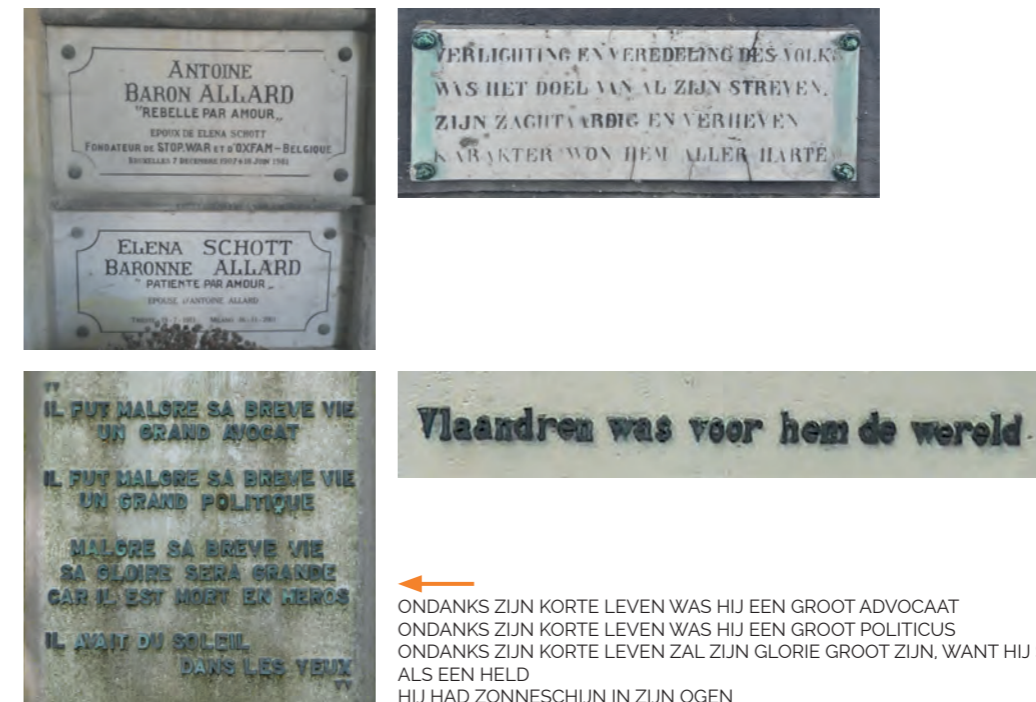 ANTOINE
BARON ALLARD
"REBELLE PAR AMOUR„
EPOUX DE ELENA SCHOTT
FONDATEUR DE STOP.WAR ET D'OXFAM-BELGIQUE
BRUXELLES 7 DECEMBRE 1907
ELENA SCHOTT
BARONNE ALLARD
"PATIENTE PAR AMOUR„
EPOUSE D'ANTOINE ALLARD
VERLICHTING EN VEREDELING DES VOLKS
WAS HET DOEL VAN AL ZIJN STREVEN.
ZIJN ZACHTAARDIG EN VERHEVEN
KARAKTER WON HEM ALLER HARTE
"
IL FUT MALGRE SA BREVE VIE
UN GRAND AVOCAT
IL FUT MALGRE SA BREVE VIE
UN GRAND POLITIQUE
MALGRE SA BREVE VIE
SA GLOIRE SERA GRANDE
CAR IL EST MORT EN HEROS
IL AVAIT DU SOLEIL
DANS LES YEUX
"
Vlaandren was voor hem de wereld.
ONDANKS ZIJN KORTE LEVEN WAS HIJ EEN GROOT ADVOCAAT
ONDANKS ZIJN KORTE LEVEN WAS HIJ EEN GROOT POLITICUS
ONDANKS ZIJN KORTE LEVEN ZAL ZIJN GLORIE GROOT ZIJN, WANT HIJ
ALS EEN HELD
HIJ HAD ZONNESCHIJN IN ZIJN OGEN